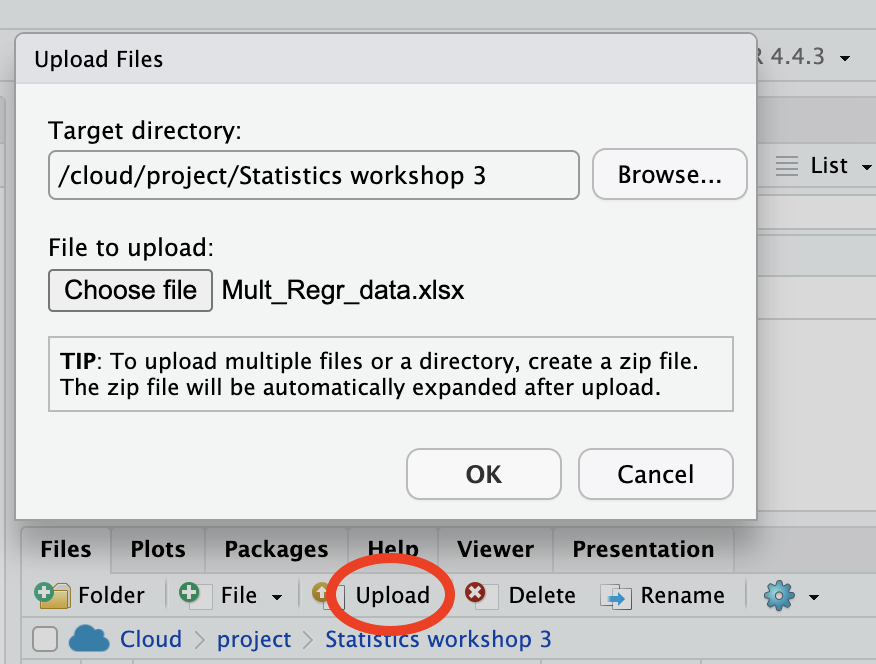 Upload Files
R 4.4.3
Target directory:
/cloud/project/Statistics workshop 3
Browse...
List
File to upload:
Choose file Mult_Regr_data.xlsx
TIP: To upload multiple files or a directory, create a zip file.
The zip file will be automatically expanded after upload.
OK Cancel
Files Plots Packages Help Viewer Presentation
Folder File Upload Delete Rename
Cloud project Statistics workshop 3